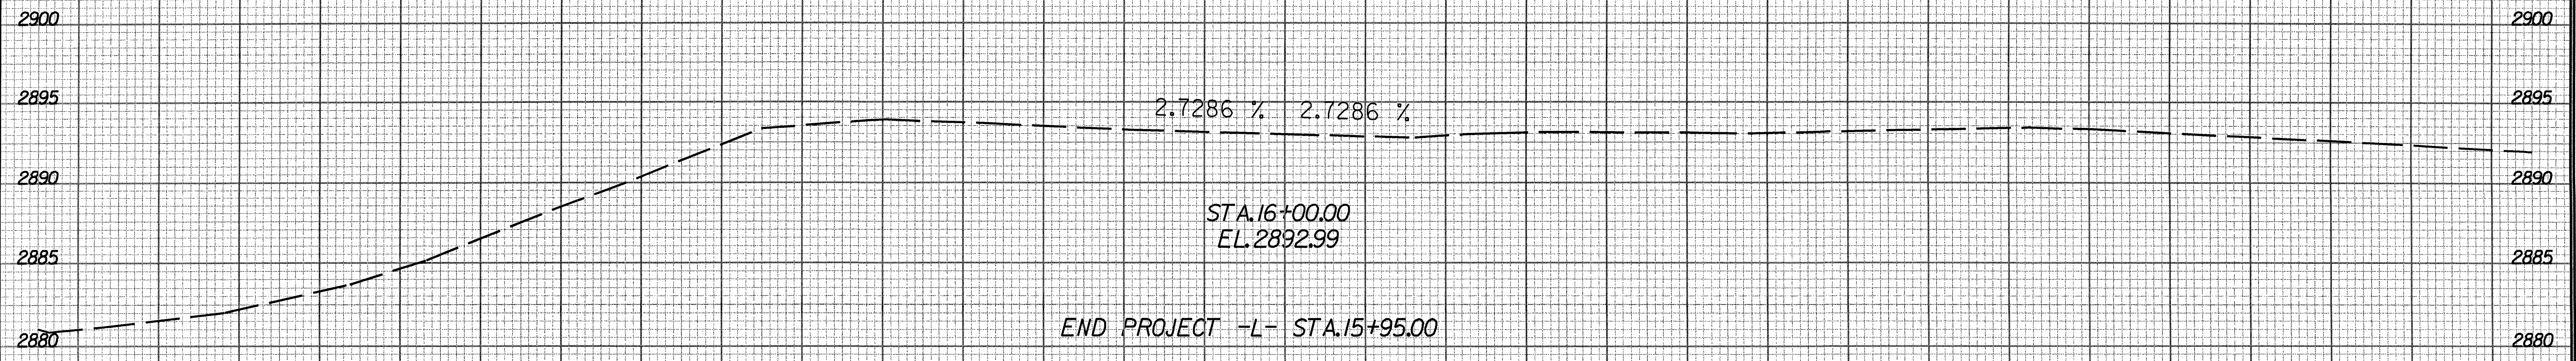 2900 2900
2895 2895
2.7286 % 2.7286 %
2890 2890
STA.16+00.00
EL.2892.99
2885 2885
END PROJECT -L- STA.15+95.00
2880 2880